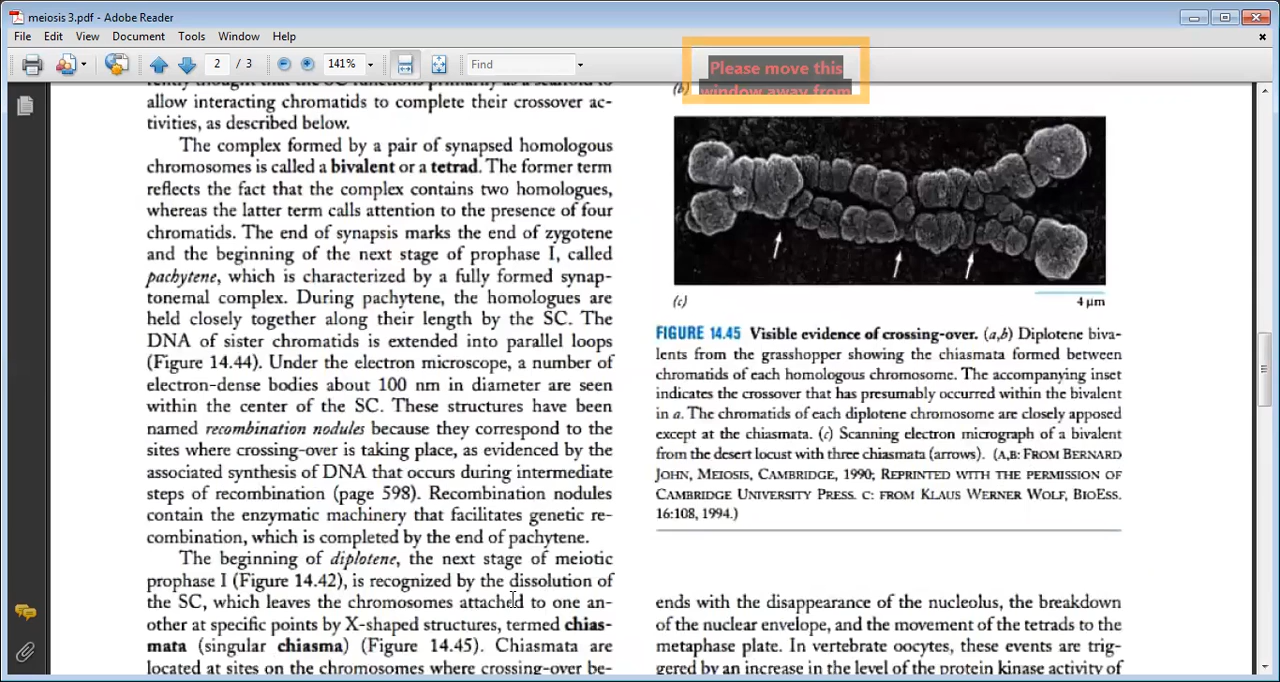 meiosis 3.pdf - Adobe Reader
File Edit View Document Tools Window Help
2 / 3 141% Find
Please move this
window away from
(b)
rently thought that the SC functions primarily as a scaffold to
allow interacting chromatids to complete their crossover ac-
tivities, as described below.
The complex formed by a pair of synapsed homologous
chromosomes is called a bivalent or a tetrad. The former term
reflects the fact that the complex contains two homologues,
whereas the latter term calls attention to the presence of four
chromatids. The end of synapsis marks the end of zygotene
and the beginning of the next stage of prophase I, called
pachytene, which is characterized by a fully formed synap-
tonemal complex. During pachytene, the homologues are
held closely together along their length by the SC. The
DNA of sister chromatids is extended into parallel loops
(Figure 14.44). Under the electron microscope, a number of
electron-dense bodies about 100 nm in diameter are seen
within the center of the SC. These structures have been
named recombination nodules because they correspond to the
sites where crossing-over is taking place, as evidenced by the
associated synthesis of DNA that occurs during intermediate
steps of recombination (page 598). Recombination nodules
contain the enzymatic machinery that facilitates genetic re-
combination, which is completed by the end of pachytene.
The beginning of diplotene, the next stage of meiotic
prophase I (Figure 14.42), is recognized by the dissolution of
the SC, which leaves the chromosomes attached to one an-
other at specific points by X-shaped structures, termed chias-
mata (singular chiasma) (Figure 14.45). Chiasmata are
located at sites on the chromosomes where crossing-over be-
(c)
4 µm
FIGURE 14.45 Visible evidence of crossing-over. (a,b) Diplotene biva-
lents from the grasshopper showing the chiasmata formed between
chromatids of each homologous chromosome. The accompanying inset
indicates the crossover that has presumably occurred within the bivalent
in a. The chromatids of each diplotene chromosome are closely apposed
except at the chiasmata. (c) Scanning electron micrograph of a bivalent
from the desert locust with three chiasmata (arrows). (A,B: FROM BERNARD
JOHN, MEIOSIS, CAMBRIDGE, 1990; REPRINTED WITH THE PERMISSION OF
CAMBRIDGE UNIVERSITY PRESS. C: FROM KLAUS WERNER WOLF, BIOESS.
16:108, 1994.)
ends with the disappearance of the nucleolus, the breakdown
of the nuclear envelope, and the movement of the tetrads to the
metaphase plate. In vertebrate oocytes, these events are trig-
gered by an increase in the level of the protein kinase activity of